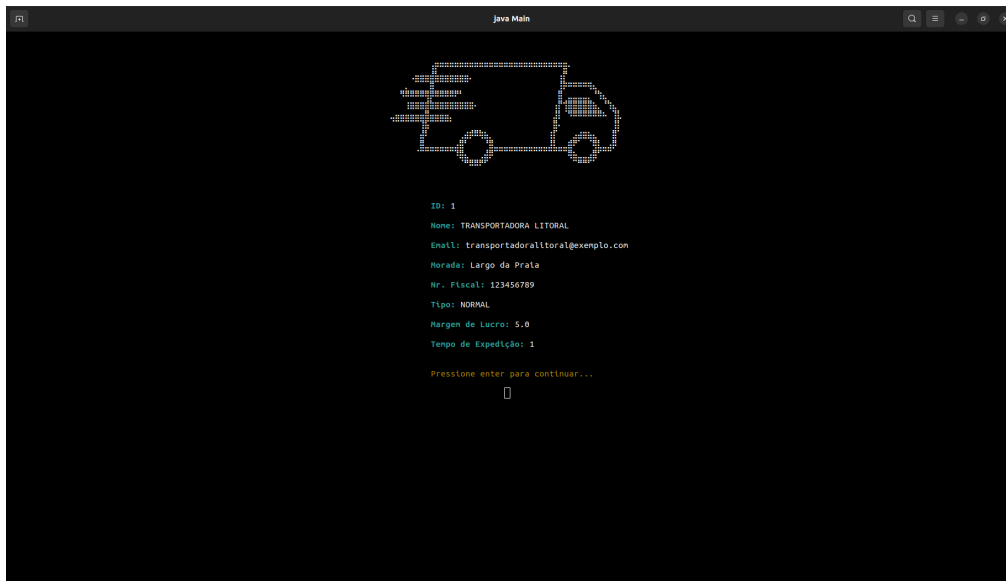 java Main
ID: 1
Nome: TRANSPORTADORA LITORAL
Email: transportadoralitoral@exemplo.com
Morada: Largo da Praia
Nr. Fiscal: 123456789
Tipo: NORMAL
Margem de Lucro: 5.0
Tempo de Expedição: 1
Pressione enter para continuar...